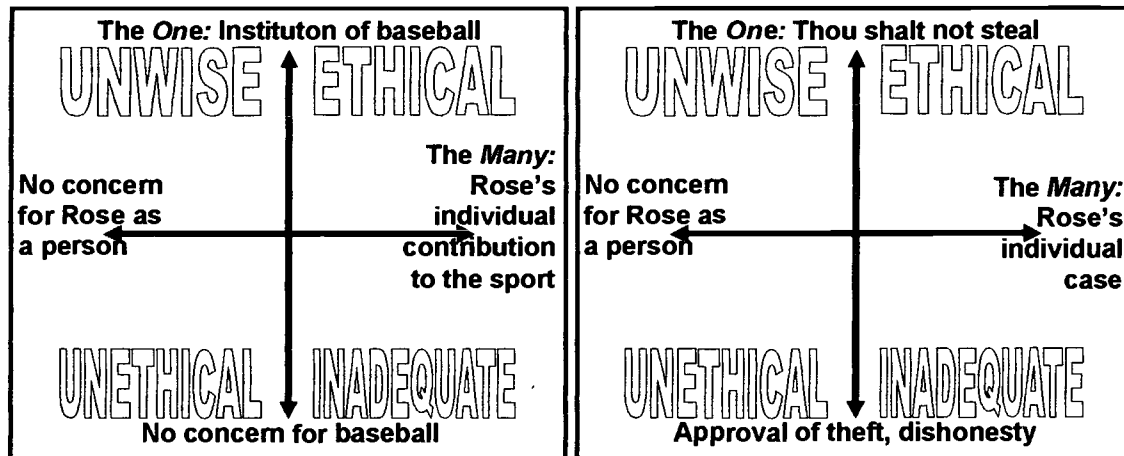 The One: Instituton of baseball
UNWISE ETHICAL
The Many:
Rose's
individual
contribution
to the sport
No concern
for Rose as
a person
UNETHICAL INADEQUATE
No concern for baseball
The One: Thou shalt not steal
UNWISE ETHICAL
No concern
for Rose as
a person
The Many:
Rose's
individual
case
UNETHICAL INADEQUATE
Approval of theft, dishonesty